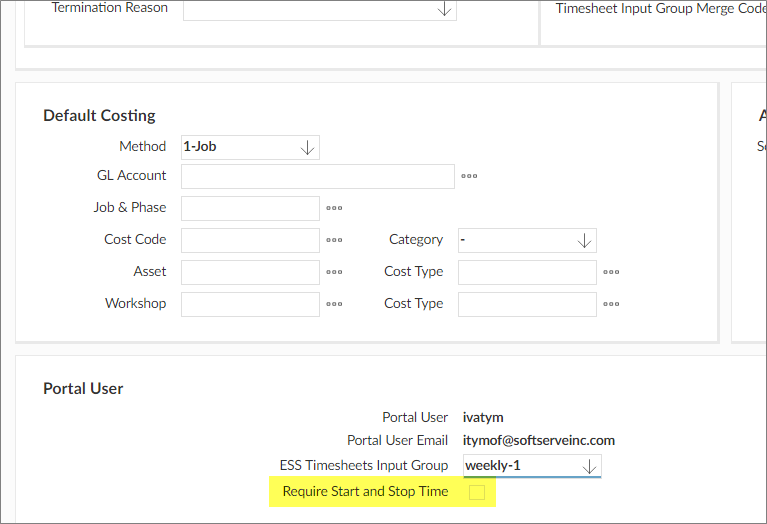 Termination Reason
Timesheet Input Group Merge Code
Default Costing
Method 1-Job
GL Account
Job & Phase
Cost Code Category -
Asset Cost Type
Workshop Cost Type
Portal User
Portal User ivatym
Portal User Email itymof@softserveinc.com
ESS Timesheets Input Group weekly-1
Require Start and Stop Time